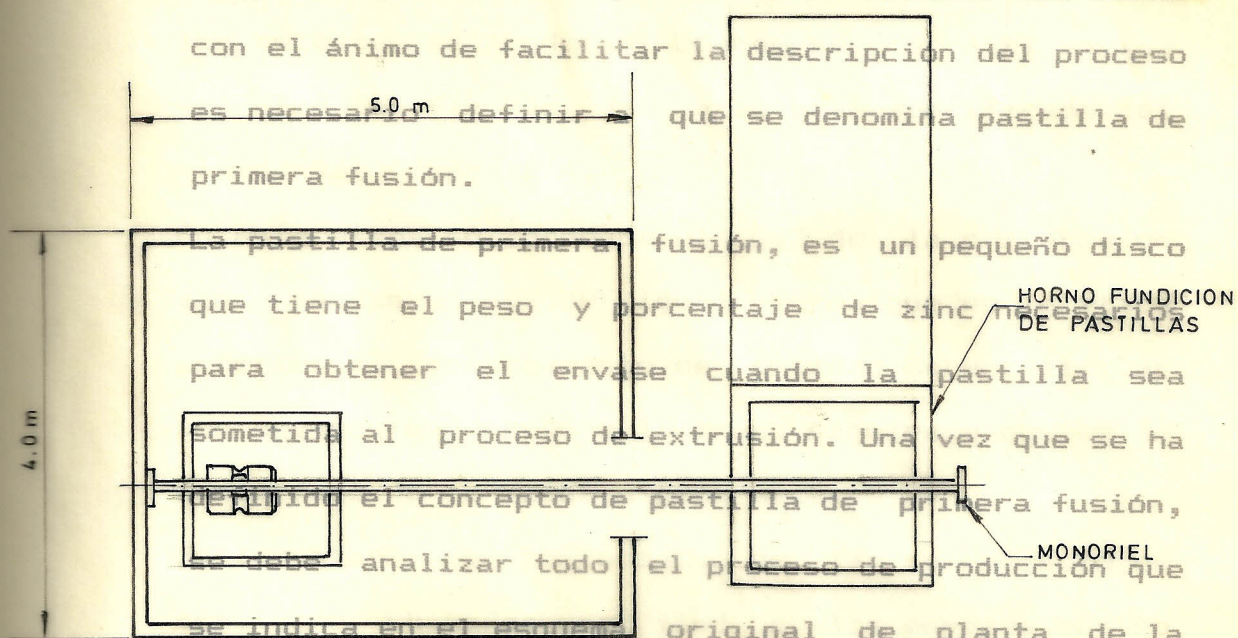 con el ánimo de facilitar la descripción del proceso
5.0 m
es necesario definir a que se denomina pastilla de
primera fusión.
La pastilla de primera fusión, es un pequeño disco
que tiene el peso y porcentaje de zinc necesarios
HORNO FUNDICION
DE PASTILLAS
para obtener el envase cuando la pastilla sea
4.0 m
sometida al proceso de extrusión. Una vez que se ha
definido el concepto de pastilla de primera fusión,
MONORIEL
se debe analizar todo el proceso de producción que
se indica en el esquema original de planta de la